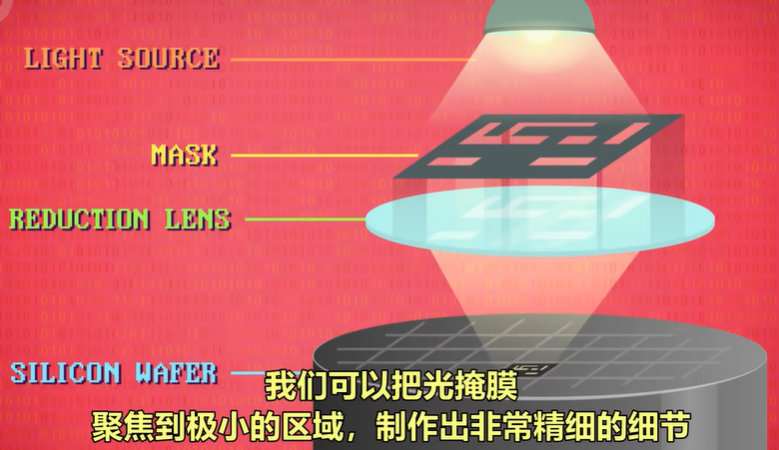 LIGHT SOURCE
MASK
REDUCTION LENS
SILICON WAFER
我们可以把光掩膜
聚焦到极小的区域，制作出非常精细的细节